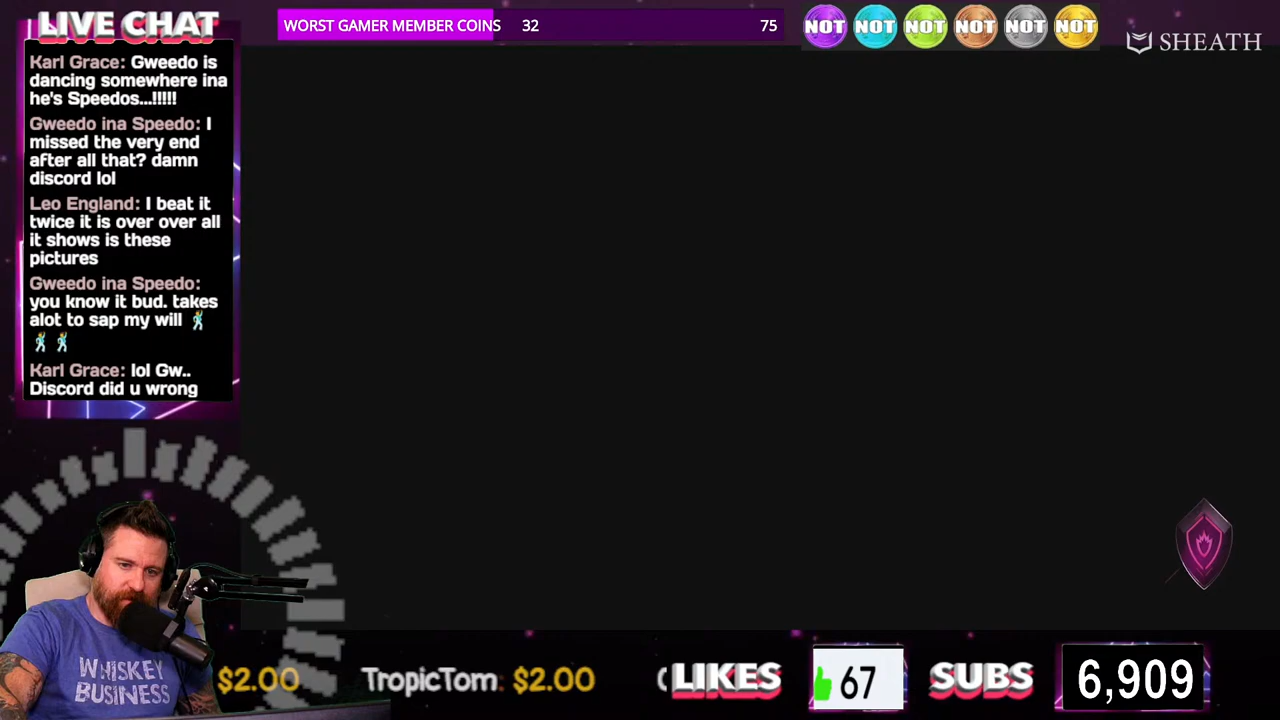 LIVE CHAT
WORST GAMER MEMBER COINS 32 75
NOT NOT NOT NOT NOT NOT
SHEATH
Karl Grace: Gweedo is
dancing somewhere ina
he's Speedos...!!!!!
Gweedo ina Speedo: I
missed the very end
after all that? damn
discord lol
Leo England: I beat it
twice it is over over all
it shows is these
pictures
Gweedo ina Speedo:
you know it bud. takes
alot to sap my will 🕺
🕺 🕺
Karl Grace: lol Gw..
Discord did u wrong
WHISKEY
BUSINESS
$2.00 TropicTom: $2.00
LIKES 67 SUBS 6,909